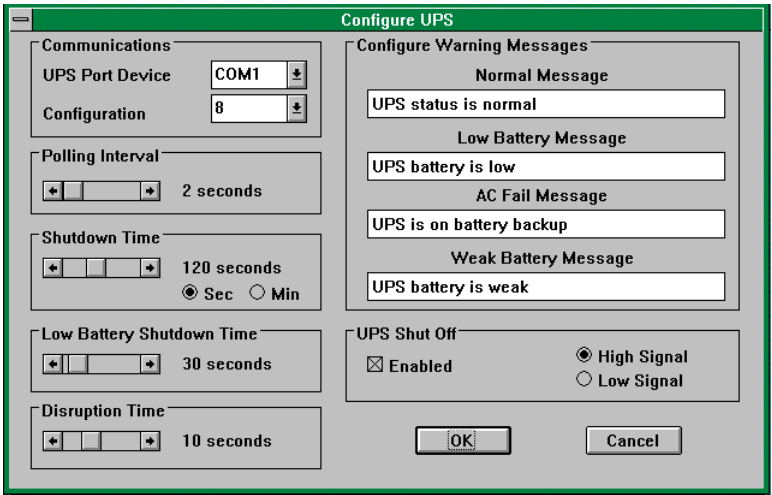 Configure UPS
Communications
UPS Port Device
COM1
Configuration
8
Polling Interval
2 seconds
Shutdown Time
120 seconds
Sec
Min
Low Battery Shutdown Time
30 seconds
Disruption Time
10 seconds
Configure Warning Messages
Normal Message
UPS status is normal
Low Battery Message
UPS battery is low
AC Fail Message
UPS is on battery backup
Weak Battery Message
UPS battery is weak
UPS Shut Off
Enabled
High Signal
Low Signal
OK
Cancel